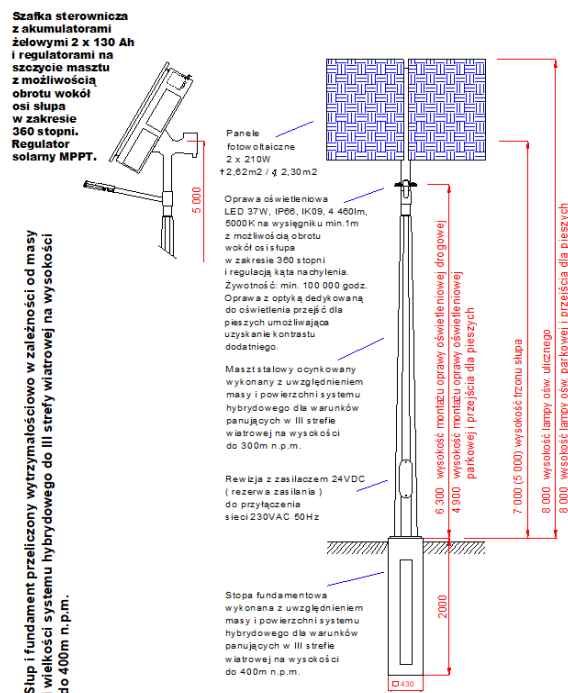 Szafka sterownicza
z akumulatorami
żelowymi 2 x 130 Ah
i regulatorami na
szczycie masztu
z możliwością
obrotu wokół
osi słupa
w zakresie
360 stopni.
Regulator
solarny MPPT.
5 000
Panele
fotowoltaiczne
2 x 210W
†2,62m2 / ∢ 2,30m2
Oprawa oświetleniowa
LED 37W, IP66, IK09, 4 460lm,
5000K na wysięgniku min.1m
z możliwością obrotu
wokół osi słupa
w zakresie 360 stopni
i regulacją kąta nachylenia.
Żywotność: min. 100 000 godz.
Oprawa z optyką dedykowaną
do oświetlenia przejść dla
pieszych umożliwiająca
uzyskanie kontrastu
dodatniego.
Maszt stalowy ocynkowany
wykonany z uwzględnieniem
masy i powierzchni systemu
hybrydowego dla warunków
panujących w III strefie
wiatrowej na wysokości
do 300m n.p.m.
Rewizja z zasilaczem 24VDC
( rezerwa zasilania )
do przyłączenia
sieci 230VAC 50Hz
Stopa fundamentowa
wykonana z uwzględnieniem
masy i powierzchni systemu
hybrydowego dla warunków
panujących w III strefie
wiatrowej na wysokości
do 400m n.p.m.
Słup i fundament przeliczony wytrzymałościowo w zależności od masy
i wielkości systemu hybrydowego do III strefy wiatrowej na wysokości
do 400m n.p.m.
6 300 wysokość montażu oprawy oświetleniowej drogowej
4 900 wysokość montażu oprawy oświetleniowej
parkowej i przejścia dla pieszych
7 000 (5 000) wysokość trzonu słupa
8 000 wysokość lampy ośw. ulicznego
8 000 wysokość lampy ośw. parkowei i przeiścia dla pieszych
2000
□430